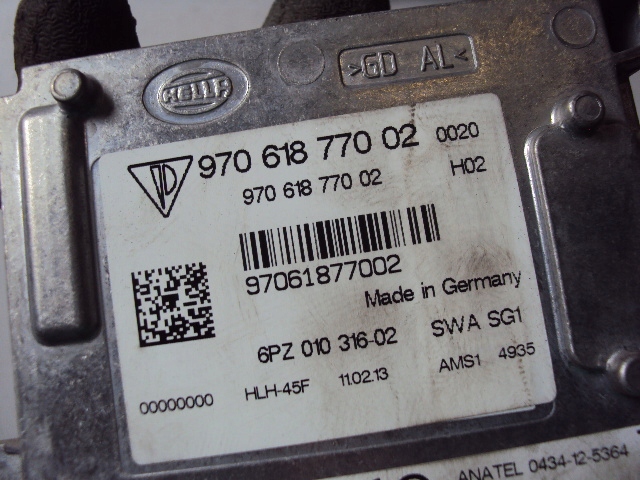 HELLA
>GD AL<
970 618 770 02 0020
970 618 770 02 H02
97061877002
Made in Germany
6PZ 010 316-02 SWA SG1
00000000 HLH-45F 11.02.13 AMS1 4935
ANATEL 0434-12-5364